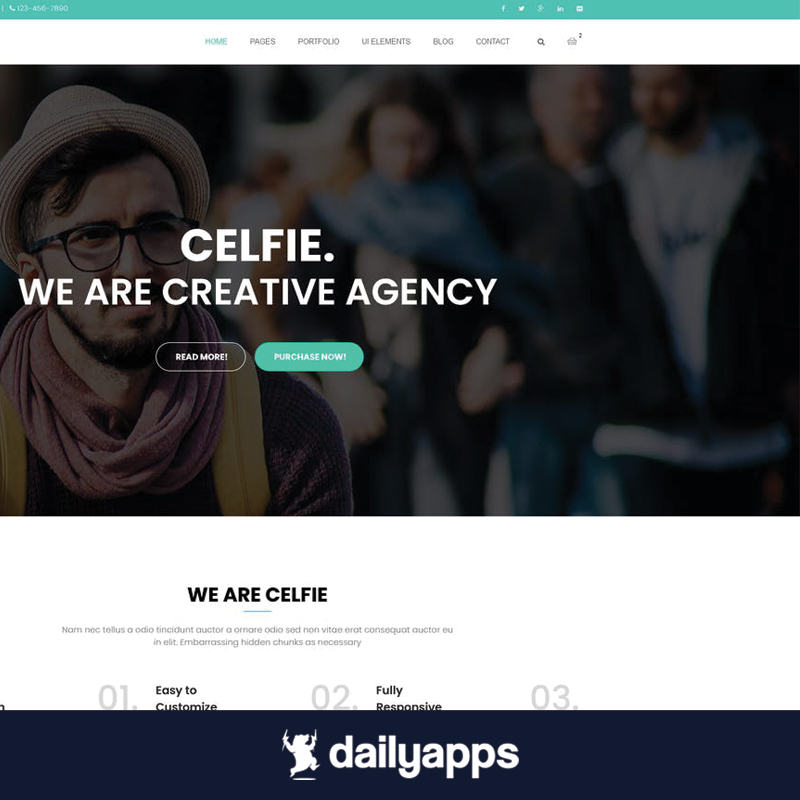 | 123-456-7890
HOME PAGES PORTFOLIO UI ELEMENTS BLOG CONTACT 2
CELFIE.
WE ARE CREATIVE AGENCY
READ MORE! PURCHASE NOW!
WE ARE CELFIE
Nam nec tellus a odio tincidunt auctor a ornare odio sed non vitae erat consequat auctor eu
in elit. Embarrassing hidden chunks as necessary
01. Easy to 02. Fully 03.
Customize Responsive
dailyapps